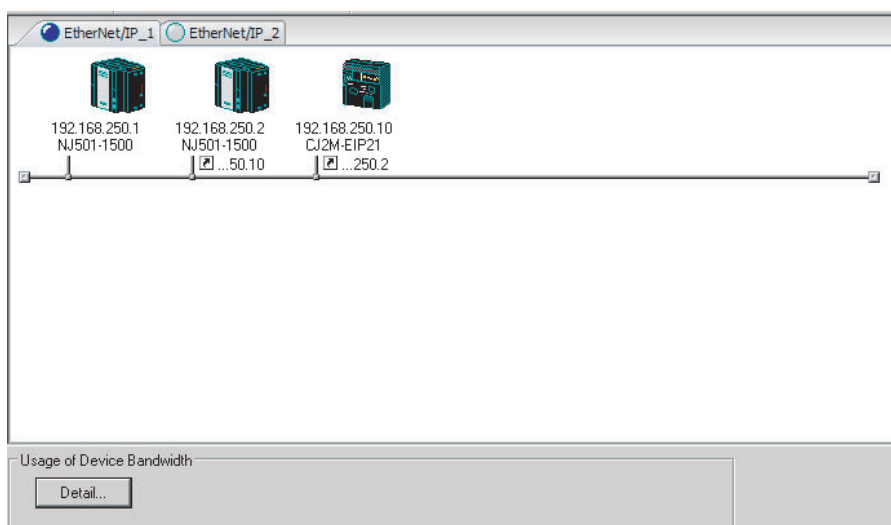 EtherNet/IP_1 EtherNet/IP_2
192.168.250.1 192.168.250.2 192.168.250.10
NJ501-1500 NJ501-1500 CJ2M-EIP21
...50.10 ...250.2
Usage of Device Bandwidth
Detail...